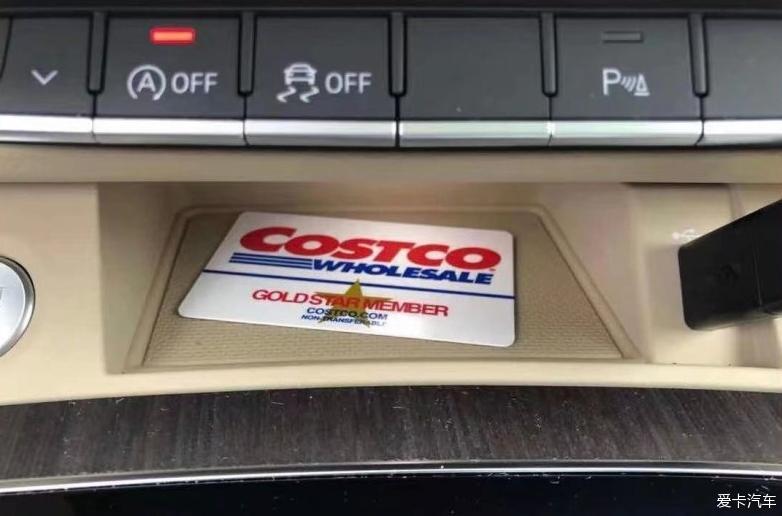 A OFF
OFF
P
COSTCO
WHOLESALE
GOLD STAR MEMBER
COSTCO.COM
NON-TRANSFERABLE
爱卡汽车